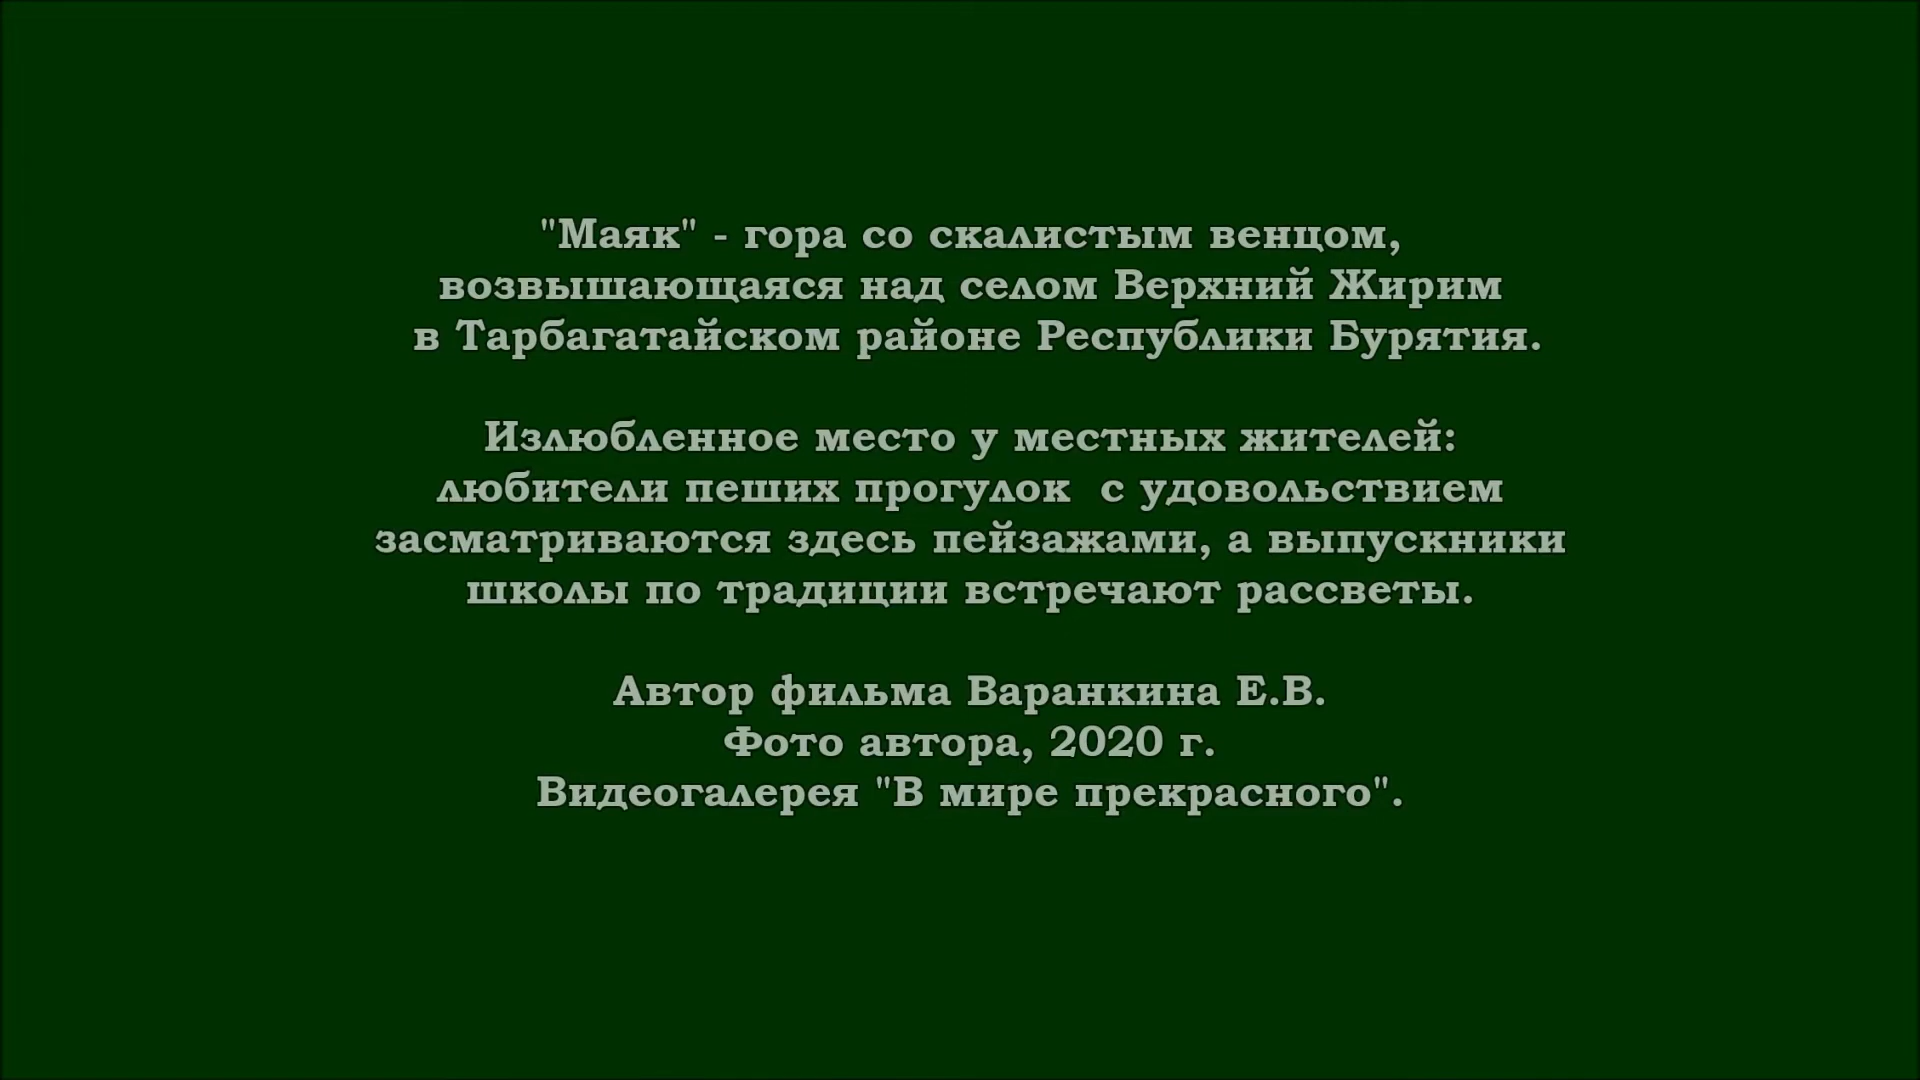 "Маяк" - гора со скалистым венцом,
возвышающаяся над селом Верхний Жирим
в Тарбагатайском районе Республики Бурятия.
Излюбленное место у местных жителей:
любители пеших прогулок  с удовольствием
засматриваются здесь пейзажами, а выпускники
школы по традиции встречают рассветы.
Автор фильма Варанкина Е.В.
Фото автора, 2020 г.
Видеогалерея "В мире прекрасного".